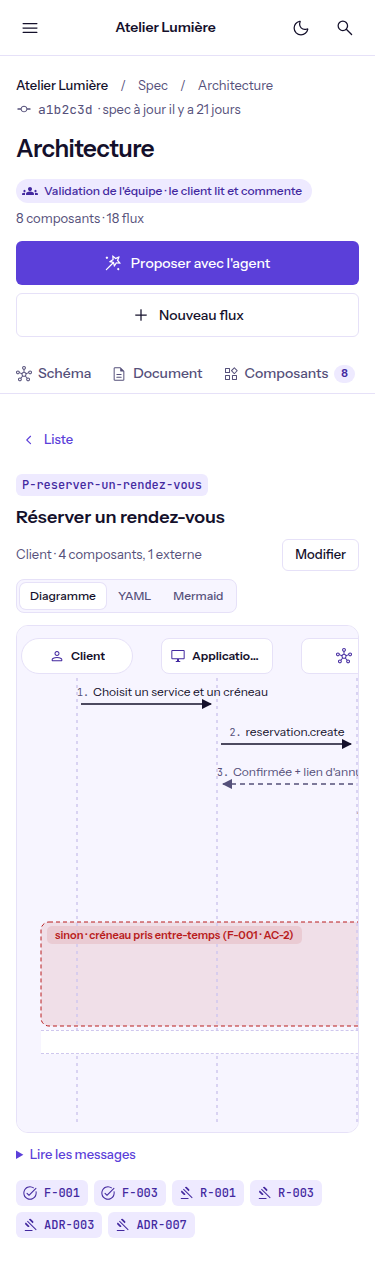 Atelier Lumière
Atelier Lumière / Spec / Architecture
a1b2c3d · spec à jour il y a 21 jours
Architecture
Validation de l'équipe · le client lit et commente
8 composants · 18 flux
Proposer avec l'agent
Nouveau flux
Schéma Document Composants 8
Liste
P-reserver-un-rendez-vous
Réserver un rendez-vous
Client · 4 composants, 1 externe
Modifier
Diagramme YAML Mermaid
Client Applicatio…
1. Choisit un service et un créneau
2. reservation.create
3. Confirmée + lien d'annu
sinon · créneau pris entre-temps (F-001 · AC-2)
Lire les messages
F-001 F-003 R-001 R-003
ADR-003 ADR-007